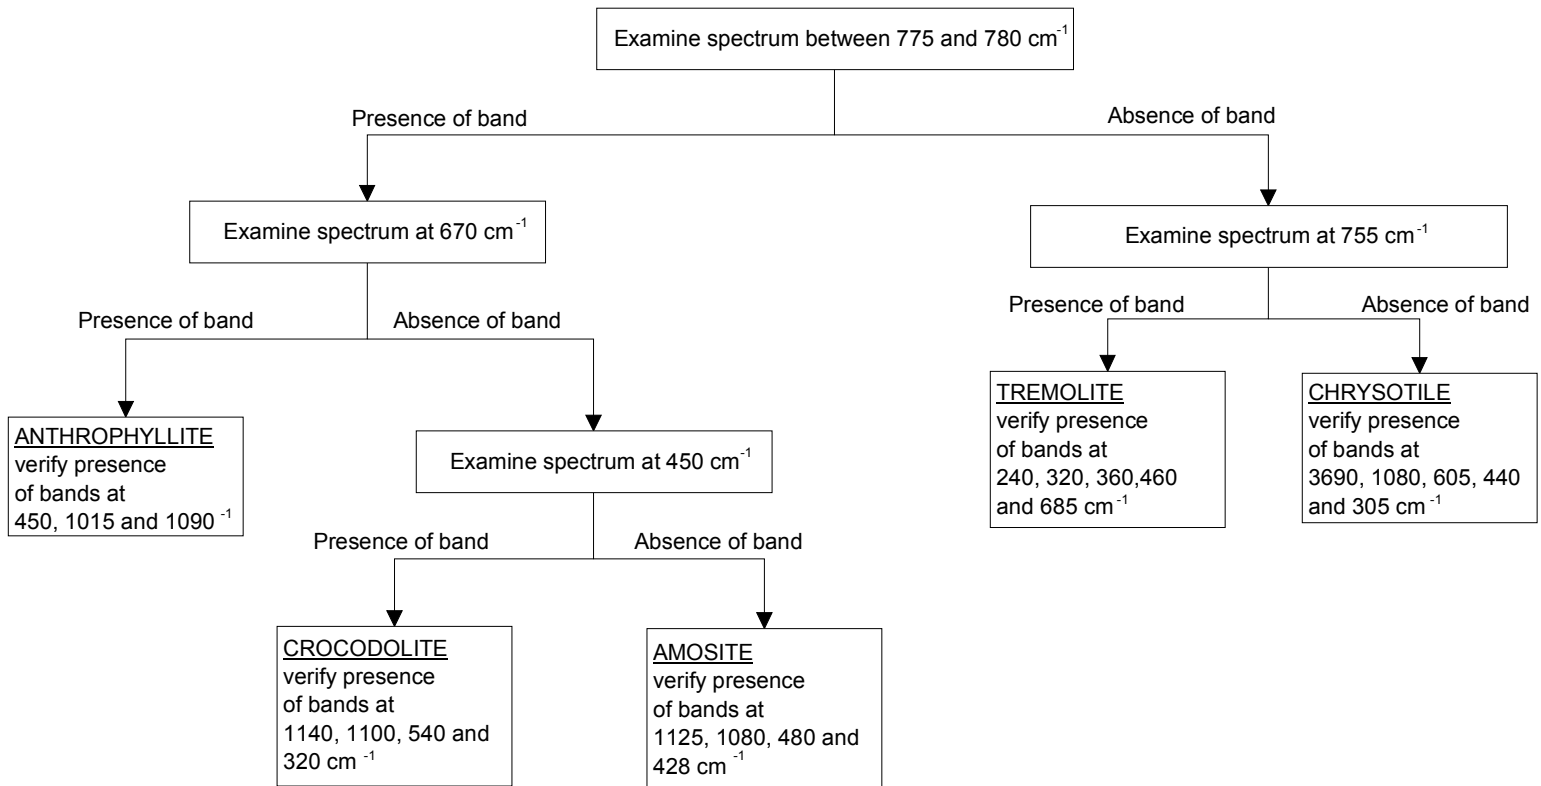 Examine spectrum between 775 and 780 cm⁻¹
Presence of band
Absence of band
Examine spectrum at 670 cm⁻¹
Examine spectrum at 755 cm⁻¹
Presence of band
Absence of band
Presence of band
Absence of band
ANTHROPHYLLITE
verify presence
of bands at
450, 1015 and 1090 ⁻¹
Examine spectrum at 450 cm⁻¹
TREMOLITE
verify presence
of bands at
240, 320, 360,460
and 685 cm⁻¹
CHRYSOTILE
verify presence
of bands at
3690, 1080, 605, 440
and 305 cm⁻¹
Presence of band
Absence of band
CROCODOLITE
verify presence
of bands at
1140, 1100, 540 and
320 cm ⁻¹
AMOSITE
verify presence
of bands at
1125, 1080, 480 and
428 cm ⁻¹